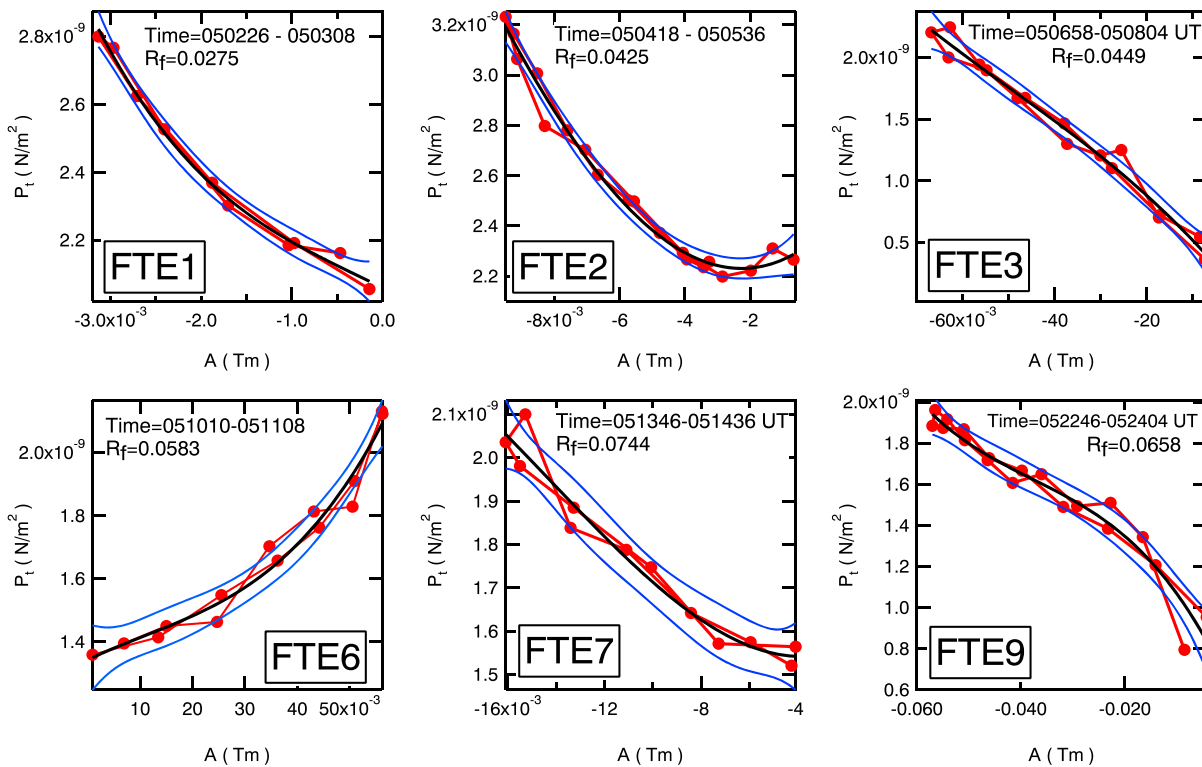 2.8x10⁻⁹
2.6
2.4
2.2
Pt (N/m²)
Time=050226 - 050308
Rf=0.0275
FTE1
-3.0x10⁻³
-2.0
-1.0
0.0
A ( Tm )
3.2x10⁻⁹
3.0
2.8
2.6
2.4
2.2
Pt (N/m²)
Time=050418 - 050536
Rf=0.0425
FTE2
-8x10⁻³
-6
-4
-2
A ( Tm )
2.0x10⁻⁹
1.5
1.0
0.5
Pt (N/m²)
Time=050658-050804 UT
Rf=0.0449
FTE3
-60x10⁻³
-40
-20
A ( Tm )
2.0x10⁻⁹
1.8
1.6
1.4
Pt (N/m²)
Time=051010-051108
Rf=0.0583
FTE6
10
20
30
40
50x10⁻³
A ( Tm )
2.1x10⁻⁹
2.0
1.9
1.8
1.7
1.6
1.5
Pt (N/m²)
Time=051346-051436 UT
Rf=0.0744
FTE7
-16x10⁻³
-12
-8
-4
A ( Tm )
2.0x10⁻⁹
1.8
1.6
1.4
1.2
1.0
0.8
0.6
Pt (N/m²)
Time=052246-052404
Rf=0.0658
FTE9
-0.060
-0.040
-0.020
A ( Tm )